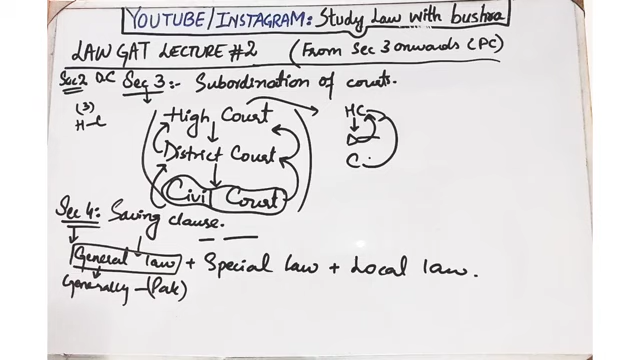 YOUTUBE/INSTAGRAM: Study Law with bushra
LAW GAT LECTURE #2 (From Sec 3 onwards CPC)
Sec 2 DC Sec 3:- Subordination of courts.
(3)
H-C
High Court
District Court
Civil Court
HC
D
C
Sec 4: Saving clause.
General law + Special law + Local law.
Generally - (Pak)